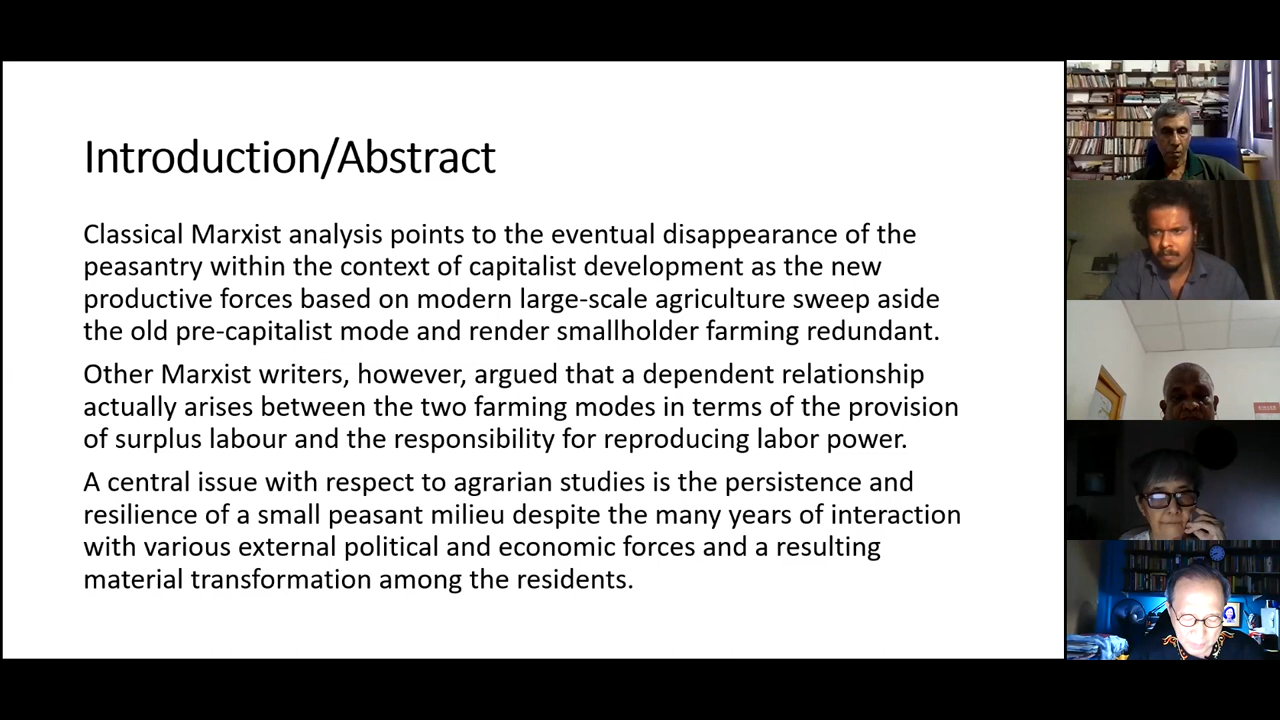 Introduction/Abstract
Classical Marxist analysis points to the eventual disappearance of the
peasantry within the context of capitalist development as the new
productive forces based on modern large-scale agriculture sweep aside
the old pre-capitalist mode and render smallholder farming redundant.
Other Marxist writers, however, argued that a dependent relationship
actually arises between the two farming modes in terms of the provision
of surplus labour and the responsibility for reproducing labor power.
A central issue with respect to agrarian studies is the persistence and
resilience of a small peasant milieu despite the many years of interaction
with various external political and economic forces and a resulting
material transformation among the residents.